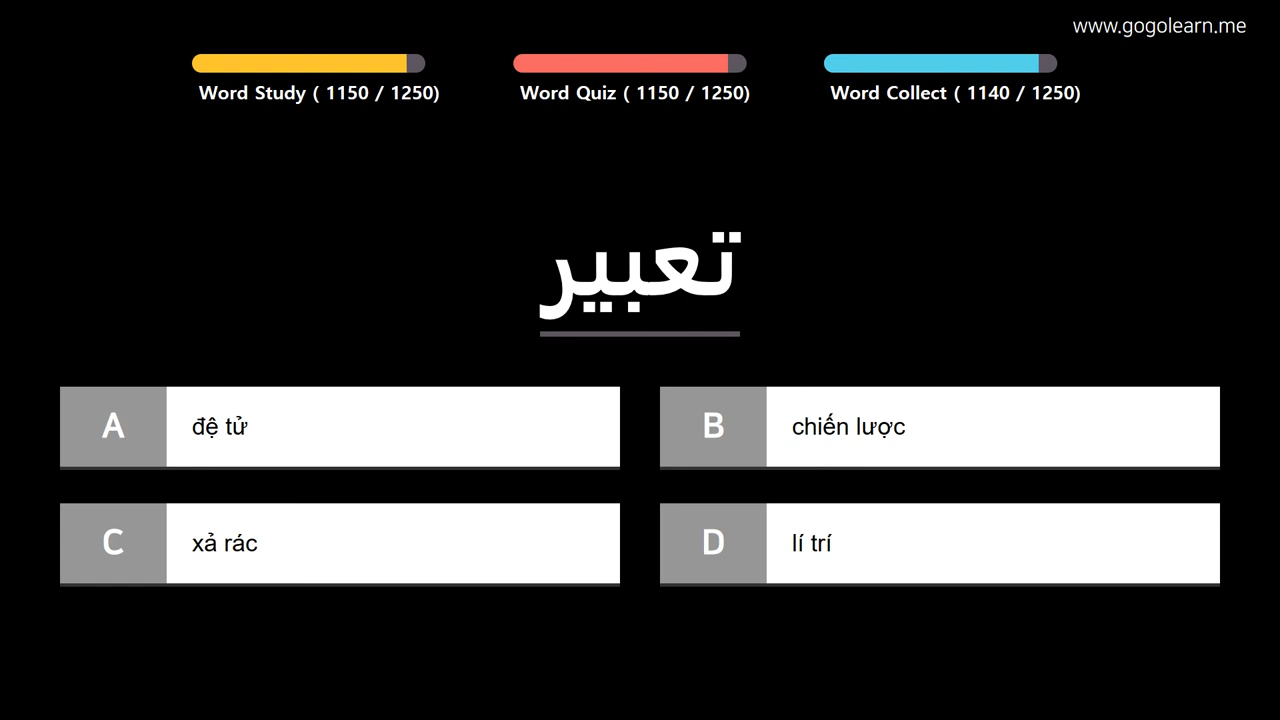 www.gogolearn.me
Word Study ( 1150 / 1250)
Word Quiz ( 1150 / 1250)
Word Collect ( 1140 / 1250)
تعبير
A
đệ tử
B
chiến lược
C
xả rác
D
lí trí